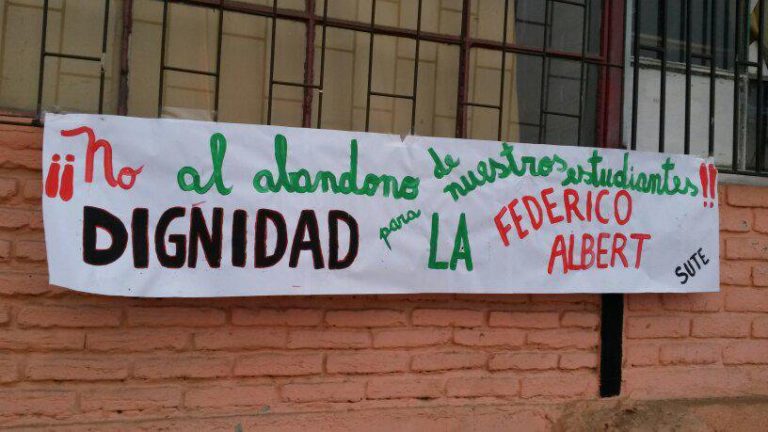 ¡¡No al abandono de nuestros estudiantes!!
DIGNIDAD para LA FEDERICO ALBERT
SUTE